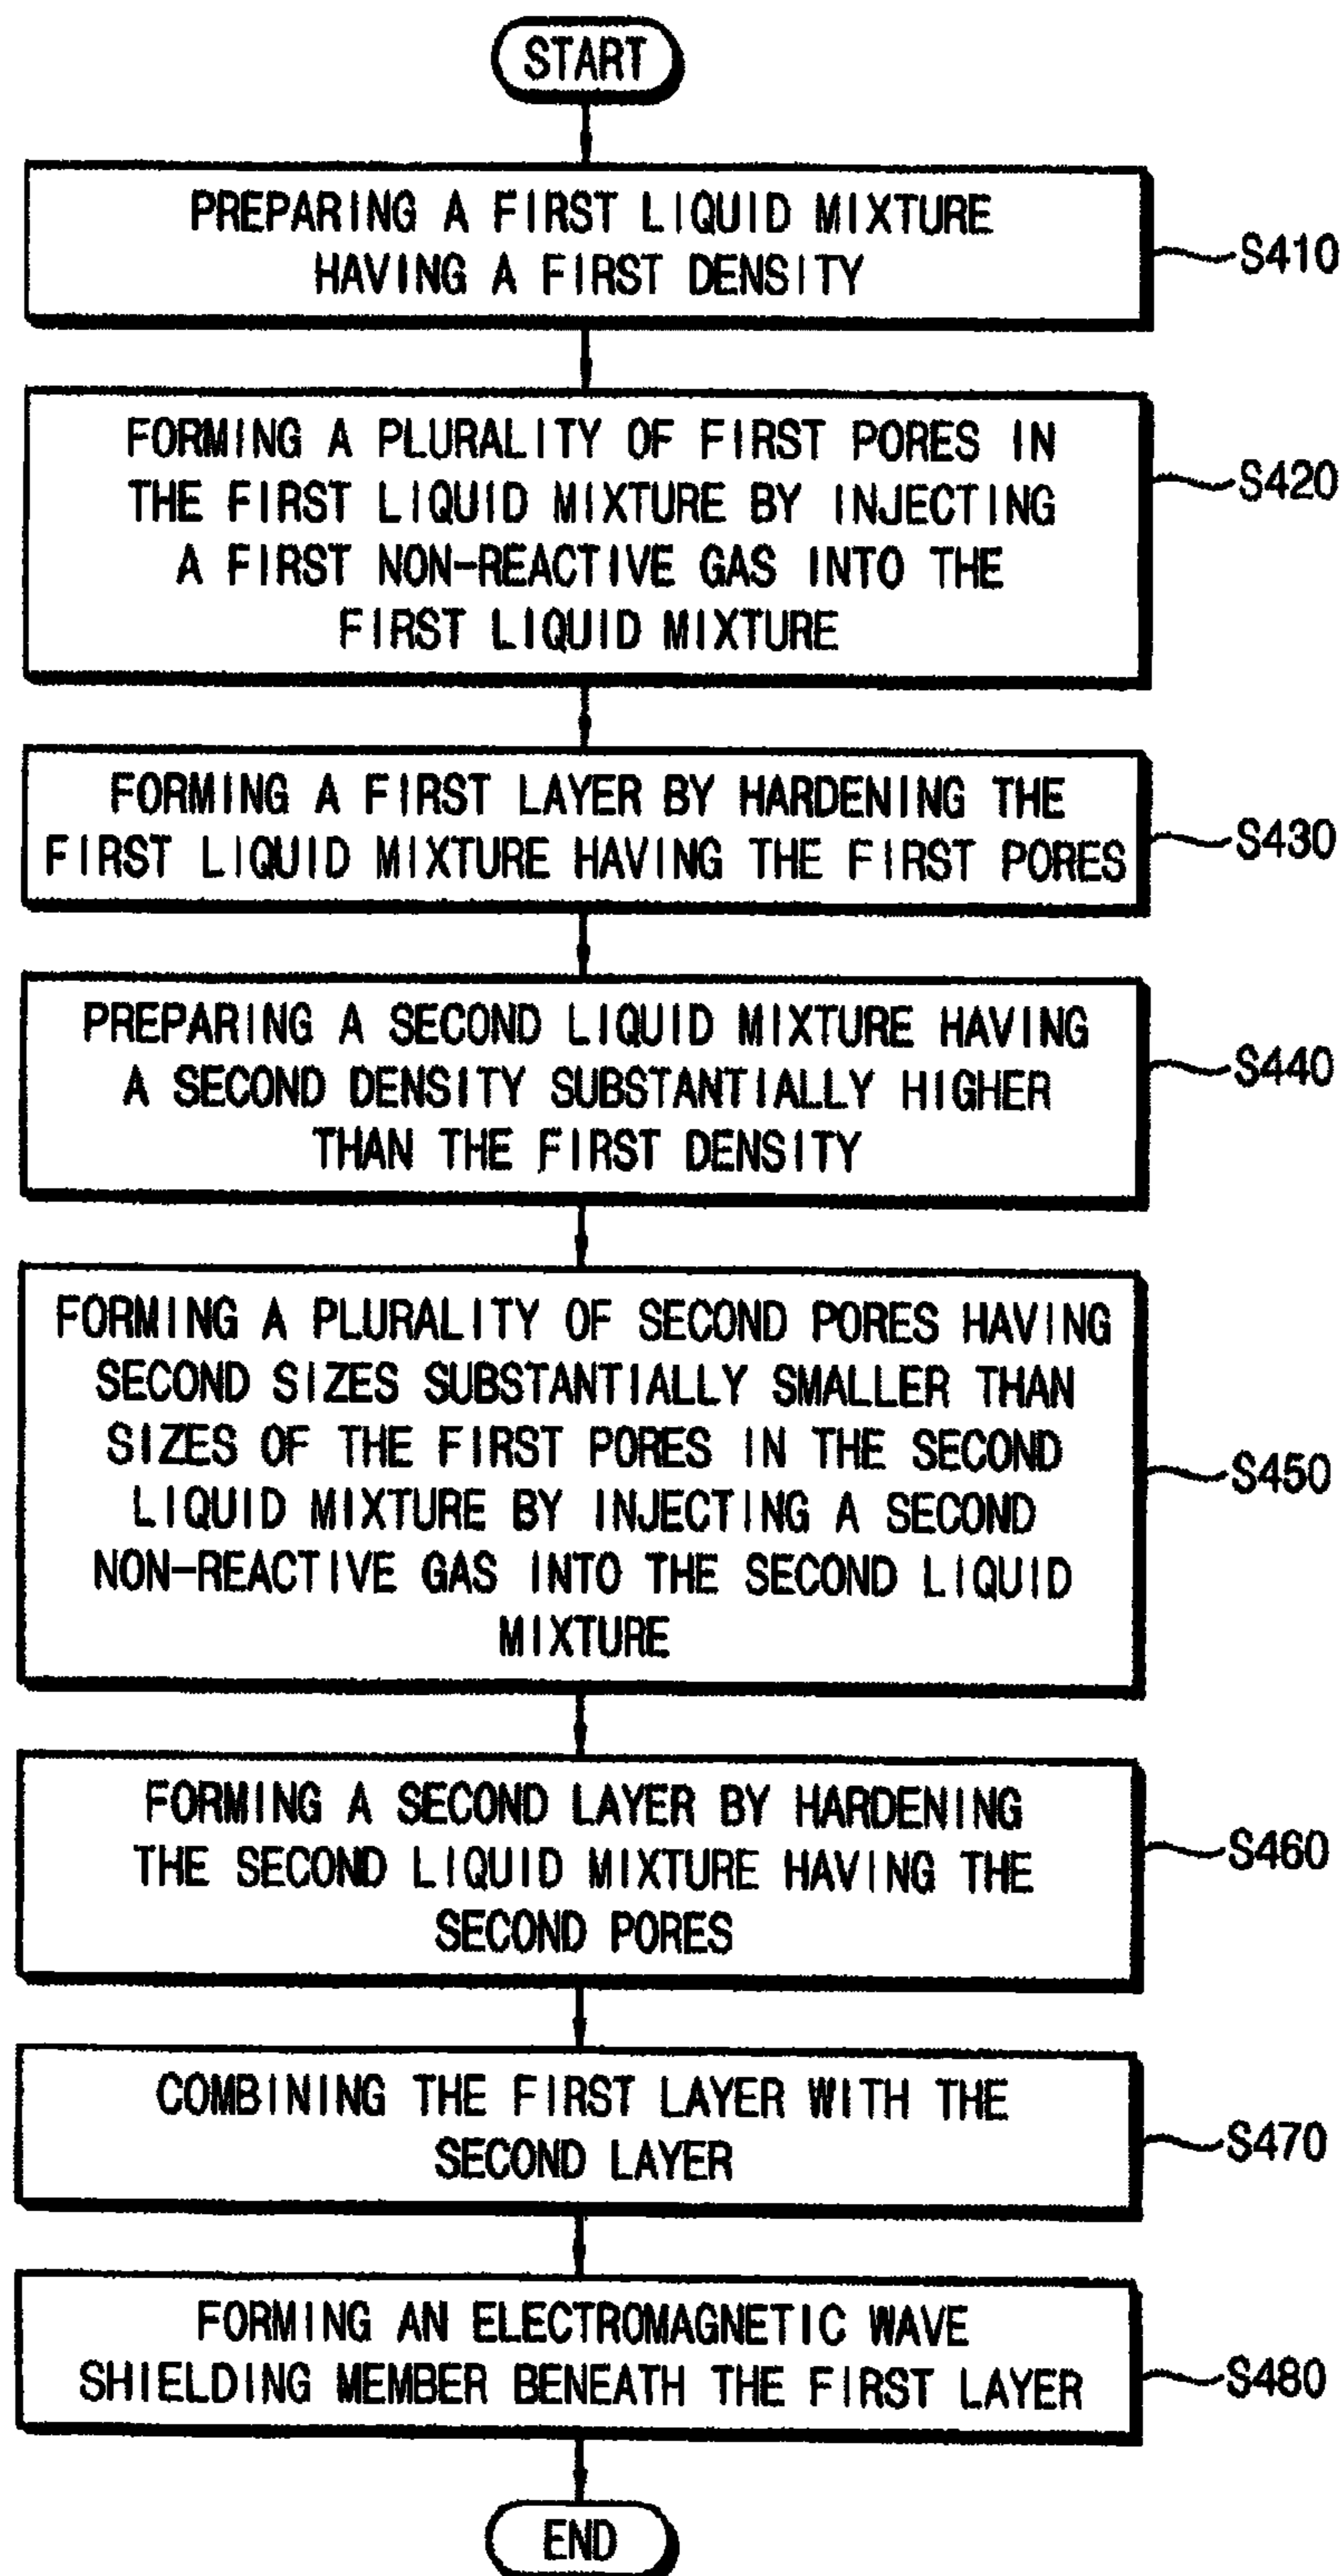 START
PREPARING A FIRST LIQUID MIXTURE
HAVING A FIRST DENSITY
S410
FORMING A PLURALITY OF FIRST PORES IN
THE FIRST LIQUID MIXTURE BY INJECTING
A FIRST NON-REACTIVE GAS INTO THE
FIRST LIQUID MIXTURE
S420
FORMING A FIRST LAYER BY HARDENING THE
FIRST LIQUID MIXTURE HAVING THE FIRST PORES
S430
PREPARING A SECOND LIQUID MIXTURE HAVING
A SECOND DENSITY SUBSTANTIALLY HIGHER
THAN THE FIRST DENSITY
S440
FORMING A PLURALITY OF SECOND PORES HAVING
SECOND SIZES SUBSTANTIALLY SMALLER THAN
SIZES OF THE FIRST PORES IN THE SECOND
LIQUID MIXTURE BY INJECTING A SECOND
NON-REACTIVE GAS INTO THE SECOND LIQUID
MIXTURE
S450
FORMING A SECOND LAYER BY HARDENING
THE SECOND LIQUID MIXTURE HAVING THE
SECOND PORES
S460
COMBINING THE FIRST LAYER WITH THE
SECOND LAYER
S470
FORMING AN ELECTROMAGNETIC WAVE
SHIELDING MEMBER BENEATH THE FIRST LAYER
S480
END